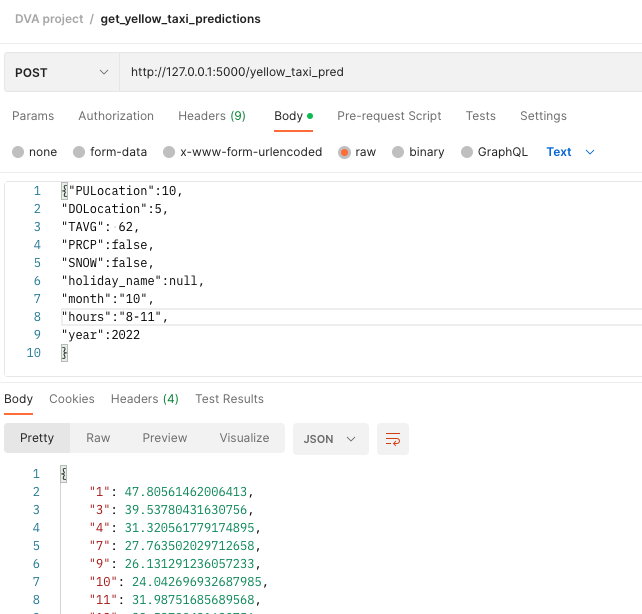 DVA project / get_yellow_taxi_predictions
POST http://127.0.0.1:5000/yellow_taxi_pred
Params Authorization Headers (9) Body Pre-request Script Tests Settings
none form-data x-www-form-urlencoded raw binary GraphQL Text
1 {"PULocation":10,
2 "DOLocation":5,
3 "TAVG": 62,
4 "PRCP":false,
5 "SNOW":false,
6 "holiday_name":null,
7 "month":"10",
8 "hours":"8-11",
9 "year":2022
10 }
Body Cookies Headers (4) Test Results
Pretty Raw Preview Visualize JSON
1 {
2 "1": 47.80561462006413,
3 "3": 39.53780431630756,
4 "4": 31.320561779174895,
5 "7": 27.763502029712658,
6 "9": 26.131291236057233,
7 "10": 24.042696932687985,
8 "11": 31.98751685689568,